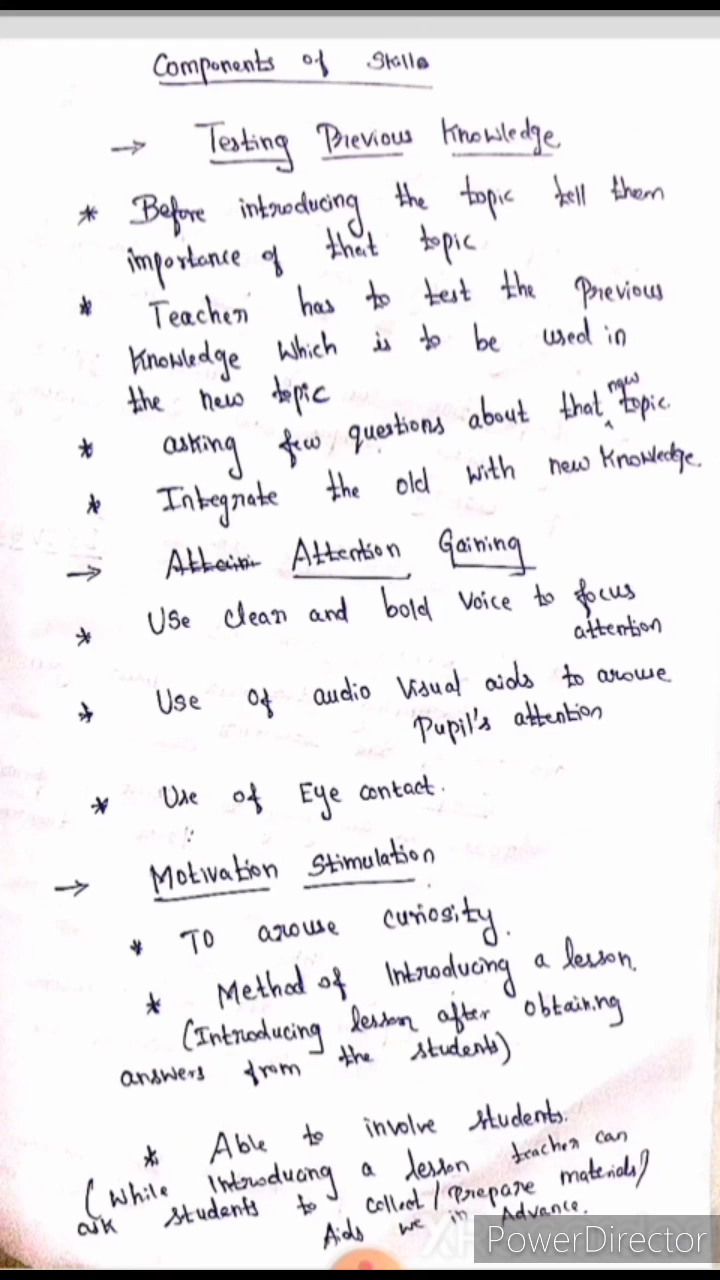 Components of Skills
→ Testing Previous Knowledge
* Before introducing the topic tell them
importance of that topic
* Teacher has to test the Previous
Knowledge which is to be used in
the new topic
* asking few questions about that new topic.
* Integrate the old with new Knowledge.
→ Attain Attention Gaining
* Use clear and bold voice to focus
attention
* Use of audio visual aids to arouse
Pupil's attention
* Use of Eye contact.
→ Motivation Stimulation
* To arouse curiosity.
* Method of Introducing a lesson
(Introducing lesson after obtaining
answers from the students)
* Able to involve students.
(While Introducing a lesson teacher can
ask students to collect/prepare materials/
Aids we in Advance.
PowerDirector